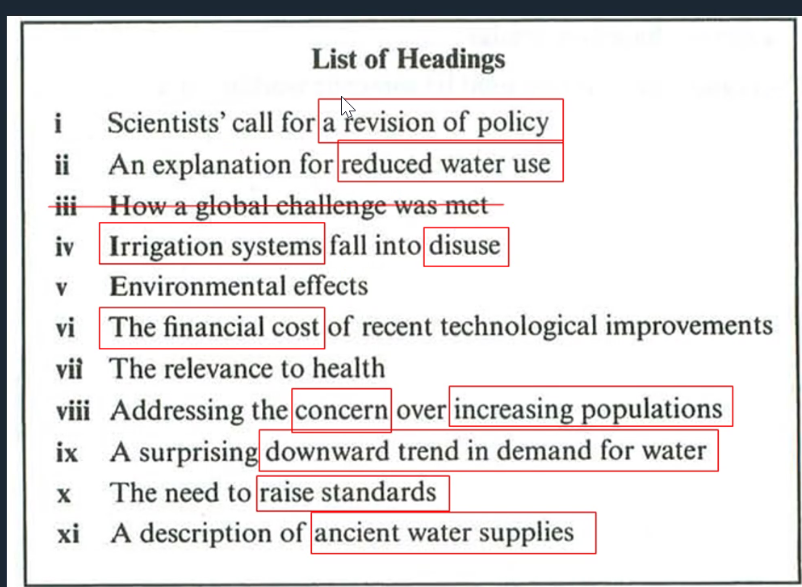 List of Headings
i Scientists' call for a revision of policy
ii An explanation for reduced water use
iii How a global challenge was met
iv Irrigation systems fall into disuse
v Environmental effects
vi The financial cost of recent technological improvements
vii The relevance to health
viii Addressing the concern over increasing populations
ix A surprising downward trend in demand for water
x The need to raise standards
xi A description of ancient water supplies